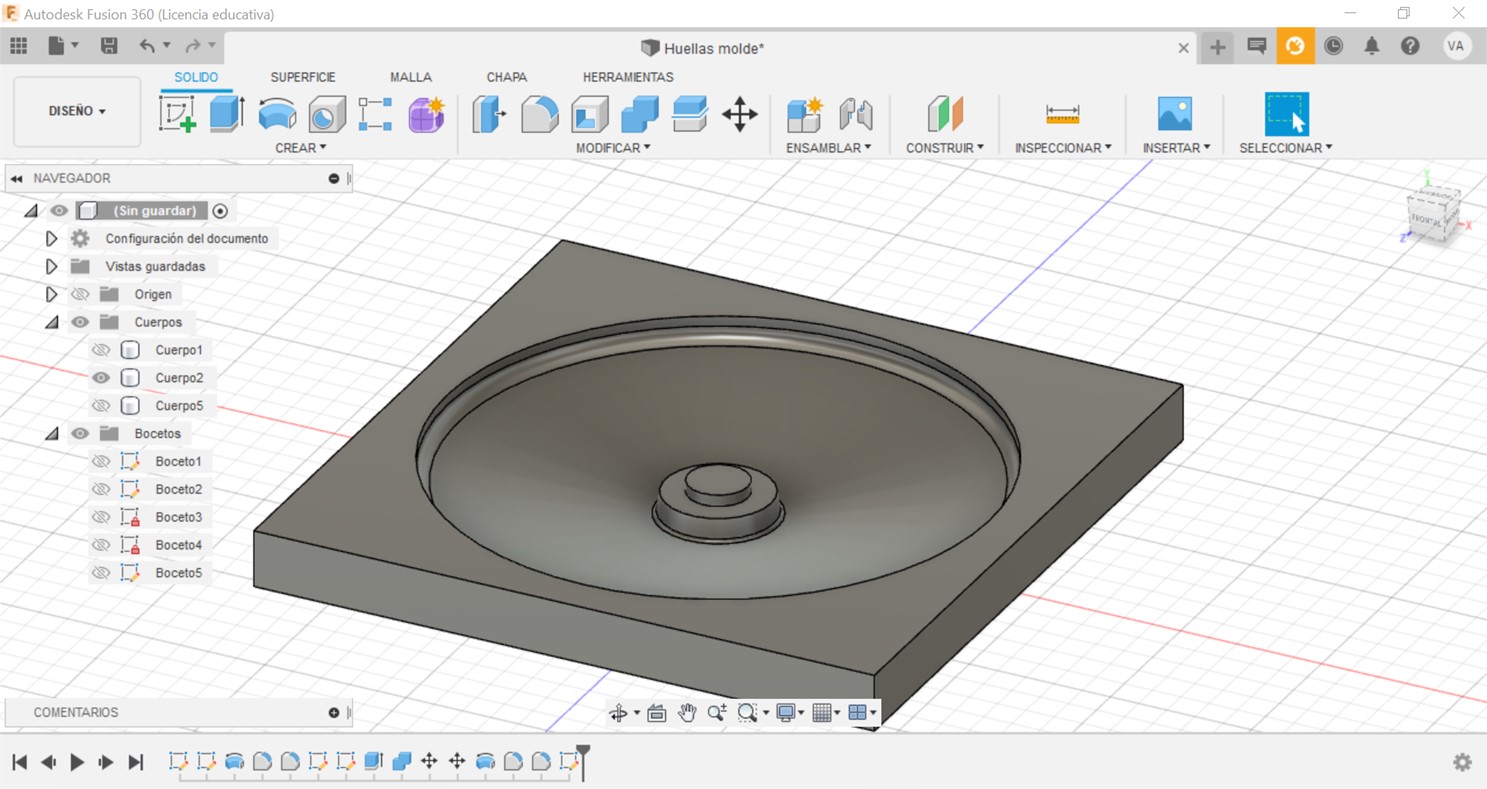 Autodesk Fusion 360 (Licencia educativa)
Huellas molde*
VA
SOLIDO SUPERFICIE MALLA CHAPA HERRAMIENTAS
DISEÑO
CREAR MODIFICAR ENSAMBLAR CONSTRUIR INSPECCIONAR INSERTAR SELECCIONAR
NAVEGADOR
(Sin guardar)
Configuración del documento
Vistas guardadas
Origen
Cuerpos
Cuerpo1
Cuerpo2
Cuerpo5
Bocetos
Boceto1
Boceto2
Boceto3
Boceto4
Boceto5
Y
FRONTAL
X
Z
COMENTARIOS